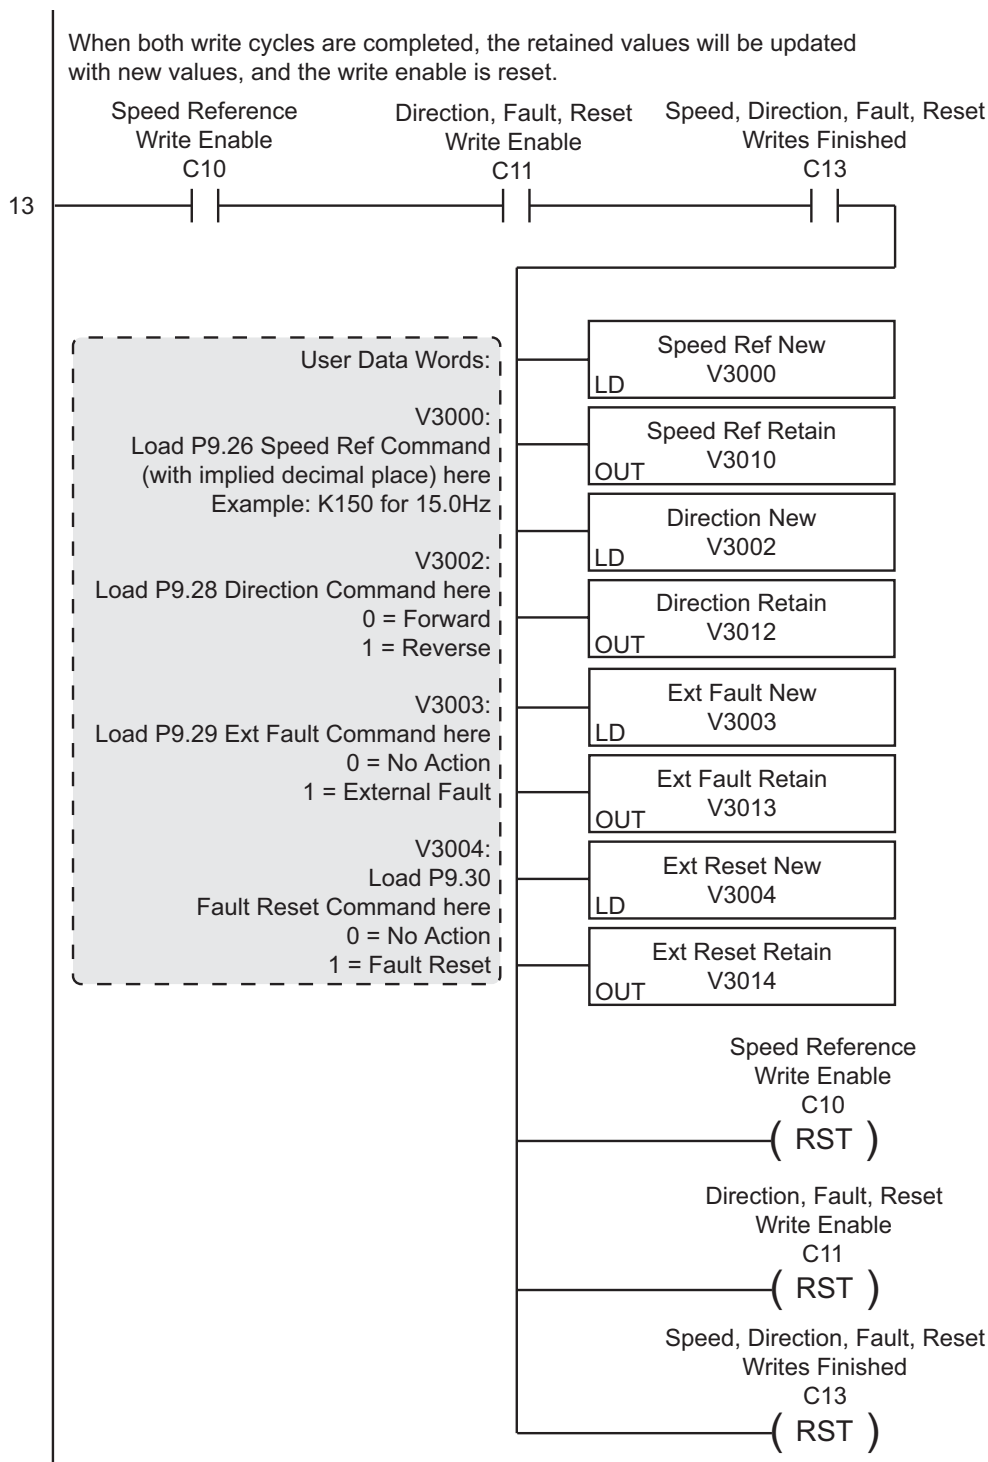 When both write cycles are completed, the retained values will be updated
with new values, and the write enable is reset.
Speed Reference
Write Enable
C10
Direction, Fault, Reset
Write Enable
C11
Speed, Direction, Fault, Reset
Writes Finished
C13
13
User Data Words:
V3000:
Load P9.26 Speed Ref Command
(with implied decimal place) here
Example: K150 for 15.0Hz
V3002:
Load P9.28 Direction Command here
0 = Forward
1 = Reverse
V3003:
Load P9.29 Ext Fault Command here
0 = No Action
1 = External Fault
V3004:
Load P9.30
Fault Reset Command here
0 = No Action
1 = Fault Reset
Speed Ref New
V3000
LD
Speed Ref Retain
V3010
OUT
Direction New
V3002
LD
Direction Retain
V3012
OUT
Ext Fault New
V3003
LD
Ext Fault Retain
V3013
OUT
Ext Reset New
V3004
LD
Ext Reset Retain
V3014
OUT
Speed Reference
Write Enable
C10
( RST )
Direction, Fault, Reset
Write Enable
C11
( RST )
Speed, Direction, Fault, Reset
Writes Finished
C13
( RST )